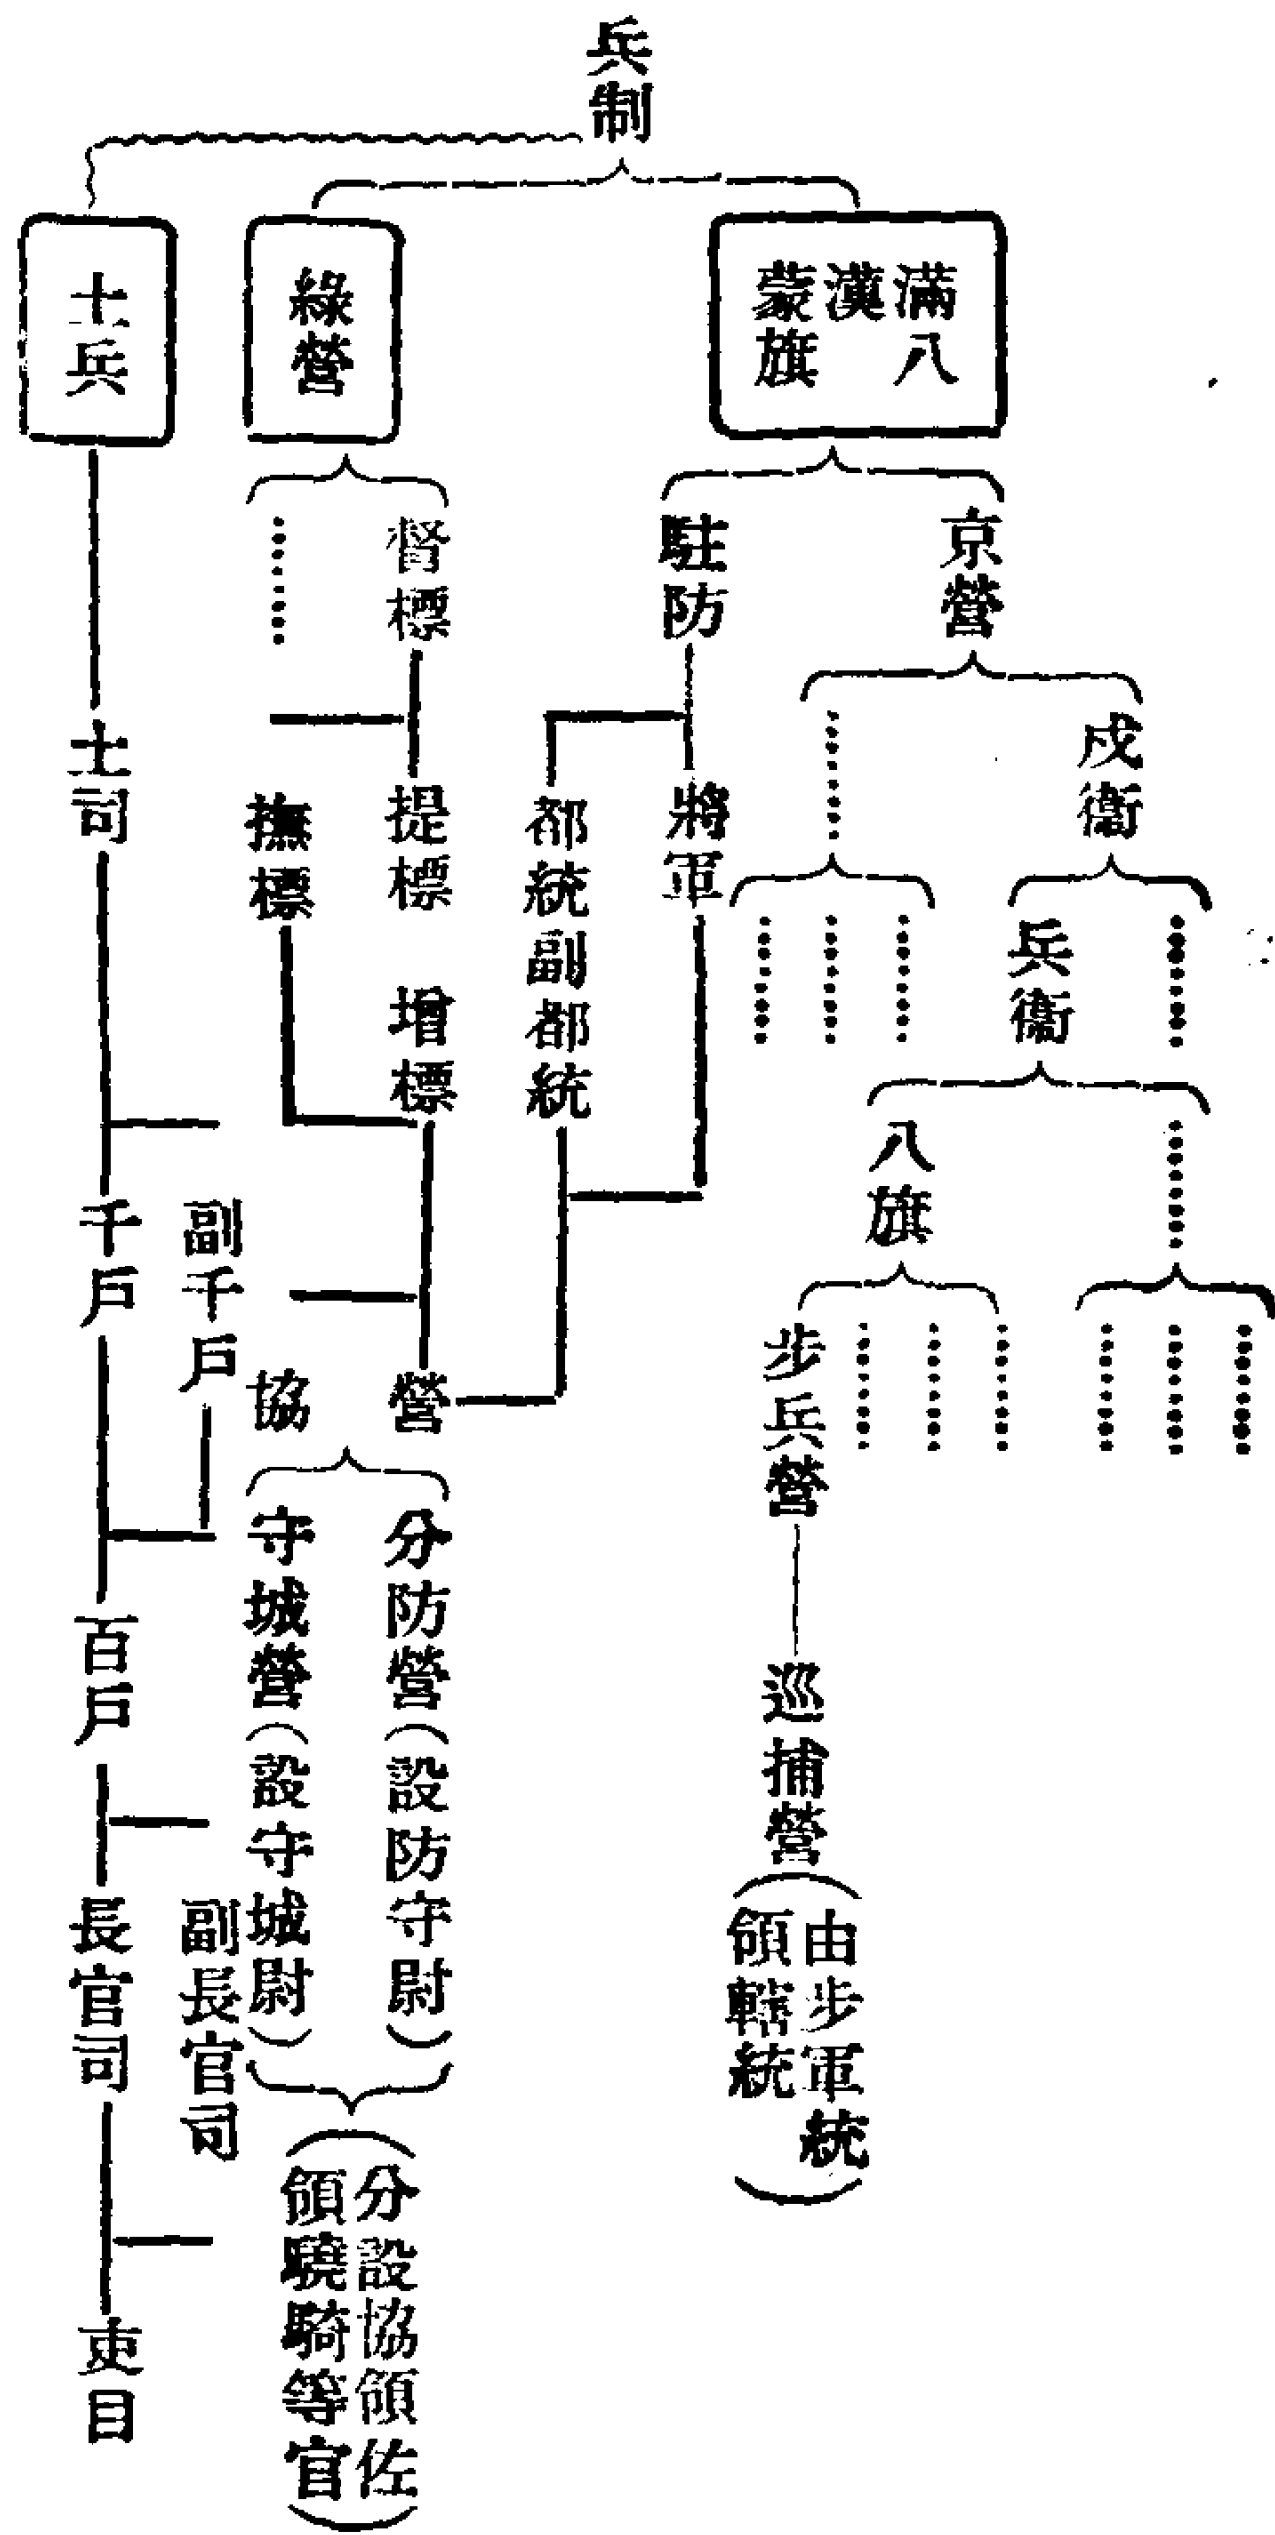 兵制
滿八
漢
蒙旗
京營
戍衞
兵衞
八旗
步兵營
巡捕營
(由步軍統
領轄統)
駐防
將軍
都統副都統
綠營
督標
提標
增標
撫標
營
協
分防營(設防守尉)
守城營(設守城尉)
(分設協領佐
領驍騎等官)
土兵
土司
千戶
副千戶
百戶
長官司
副長官司
吏目